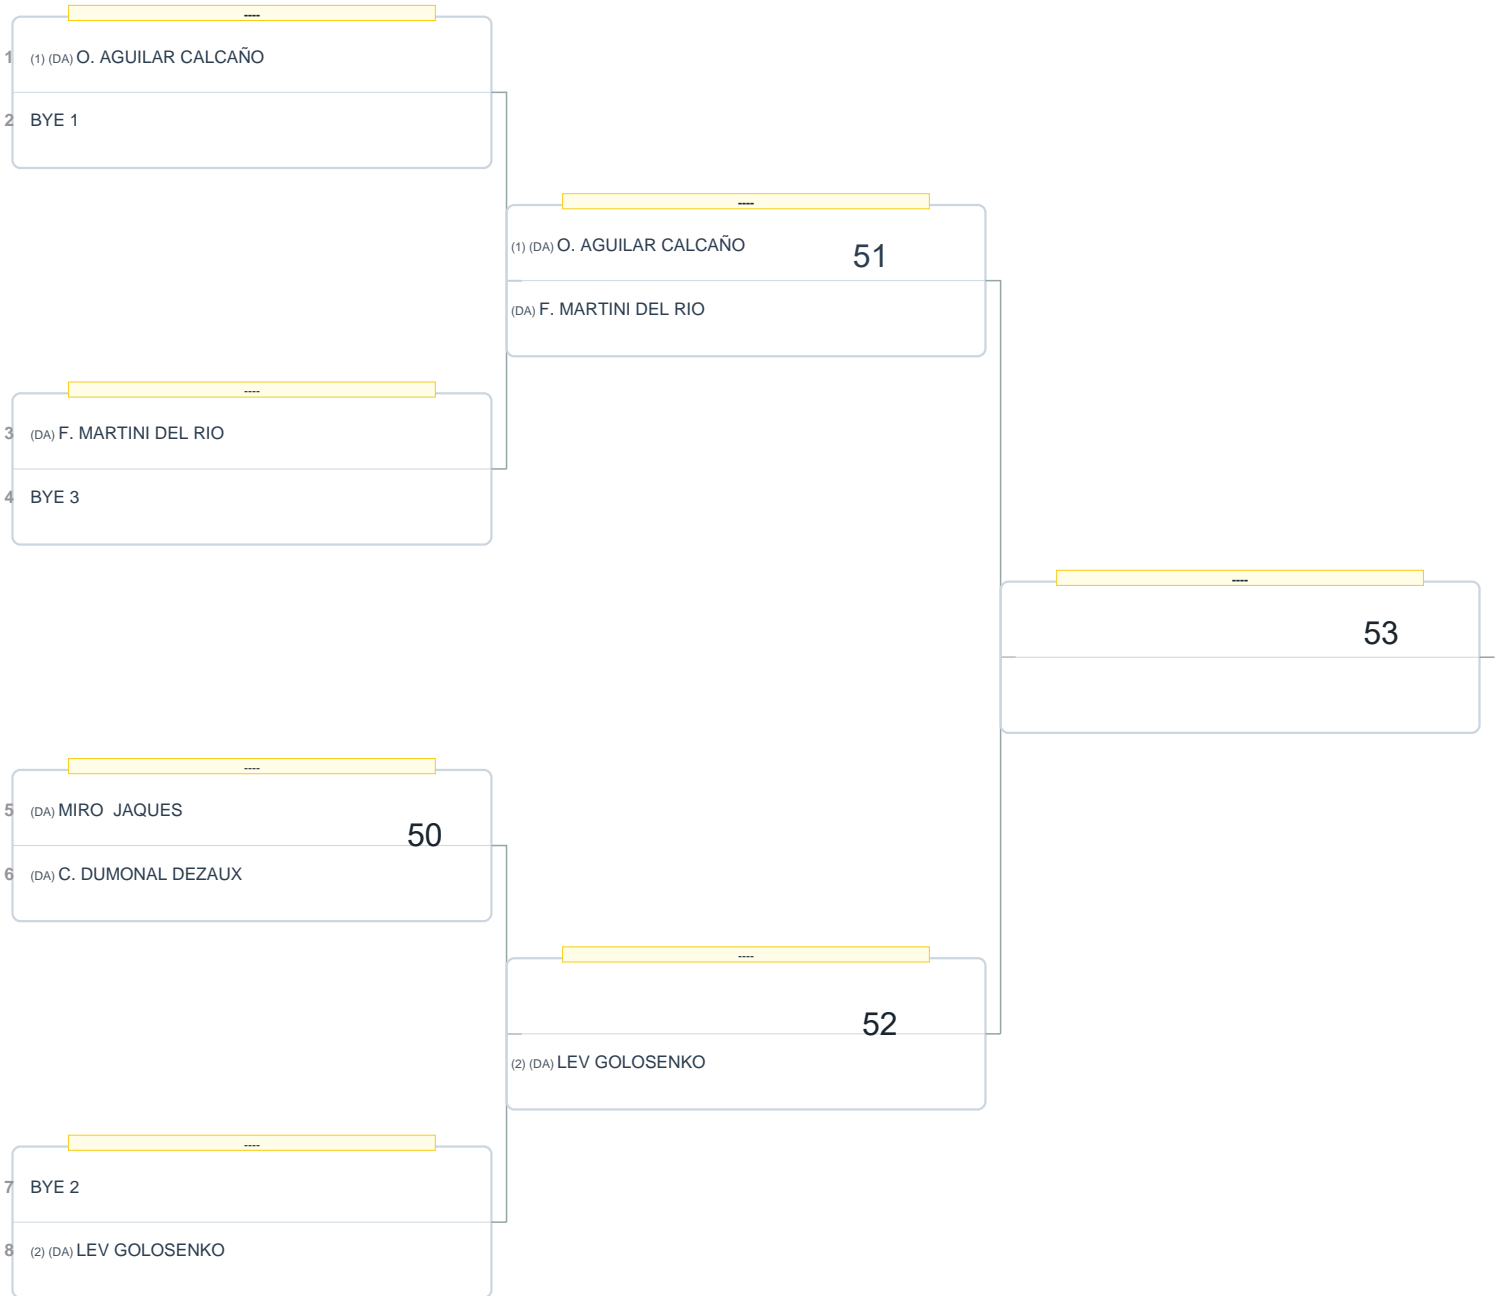 ----
1 (1) (DA) O. AGUILAR CALCAÑO
2 BYE 1
----
3 (DA) F. MARTINI DEL RIO
4 BYE 3
----
5 (DA) MIRO  JAQUES
50
6 (DA) C. DUMONAL DEZAUX
----
7 BYE 2
8 (2) (DA) LEV GOLOSENKO
----
(1) (DA) O. AGUILAR CALCAÑO 51
(DA) F. MARTINI DEL RIO
----
52
(2) (DA) LEV GOLOSENKO
----
53